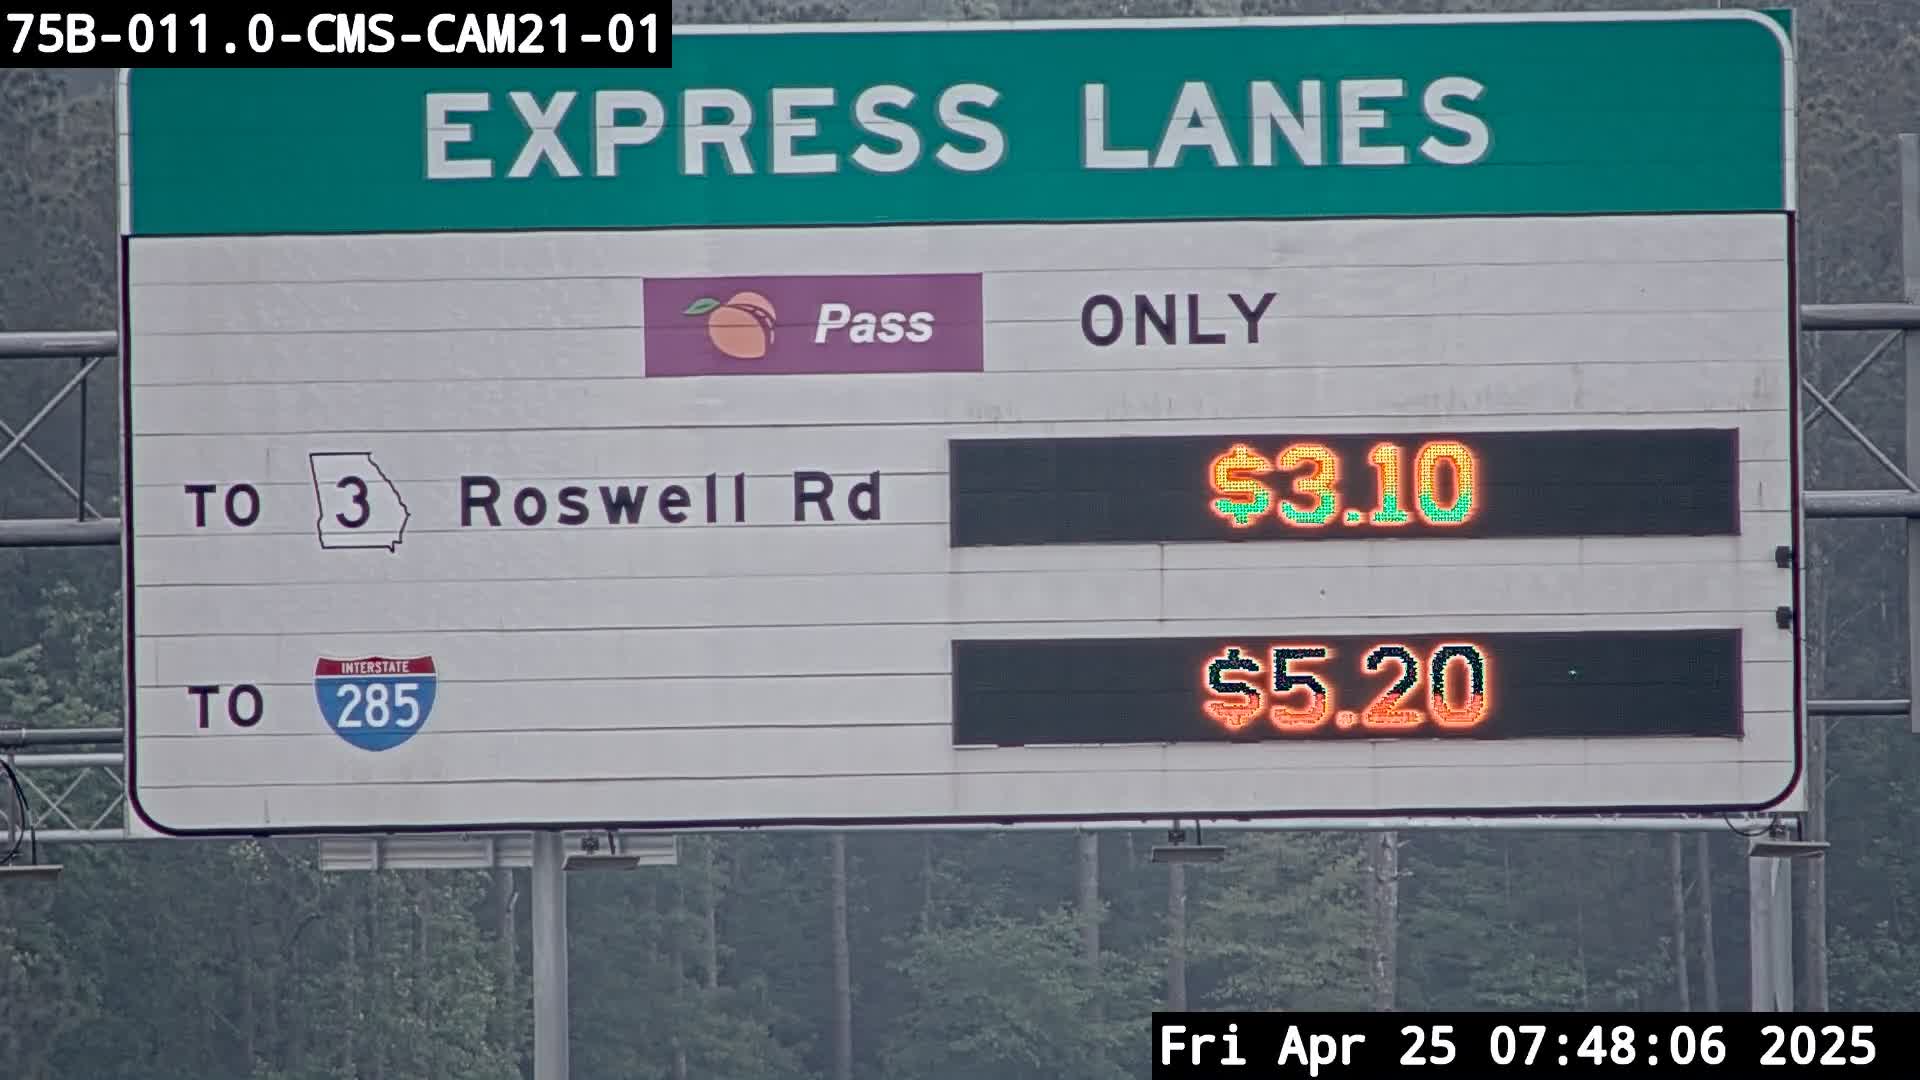 75B-011.0-CMS-CAM21-01
EXPRESS LANES
Pass ONLY
TO 3 Roswell Rd $3.10
INTERSTATE
TO 285 $5.20
Fri Apr 25 07:48:06 2025